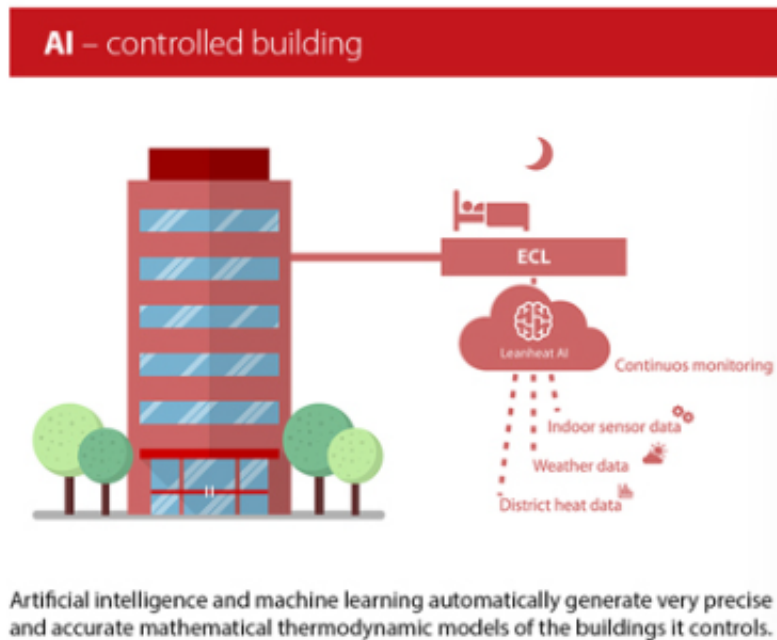 AI – controlled building
ECL
Leanheat AI
Continuos monitoring
Indoor sensor data
Weather data
District heat data
Artificial intelligence and machine learning automatically generate very precise
and accurate mathematical thermodynamic models of the buildings it controls.